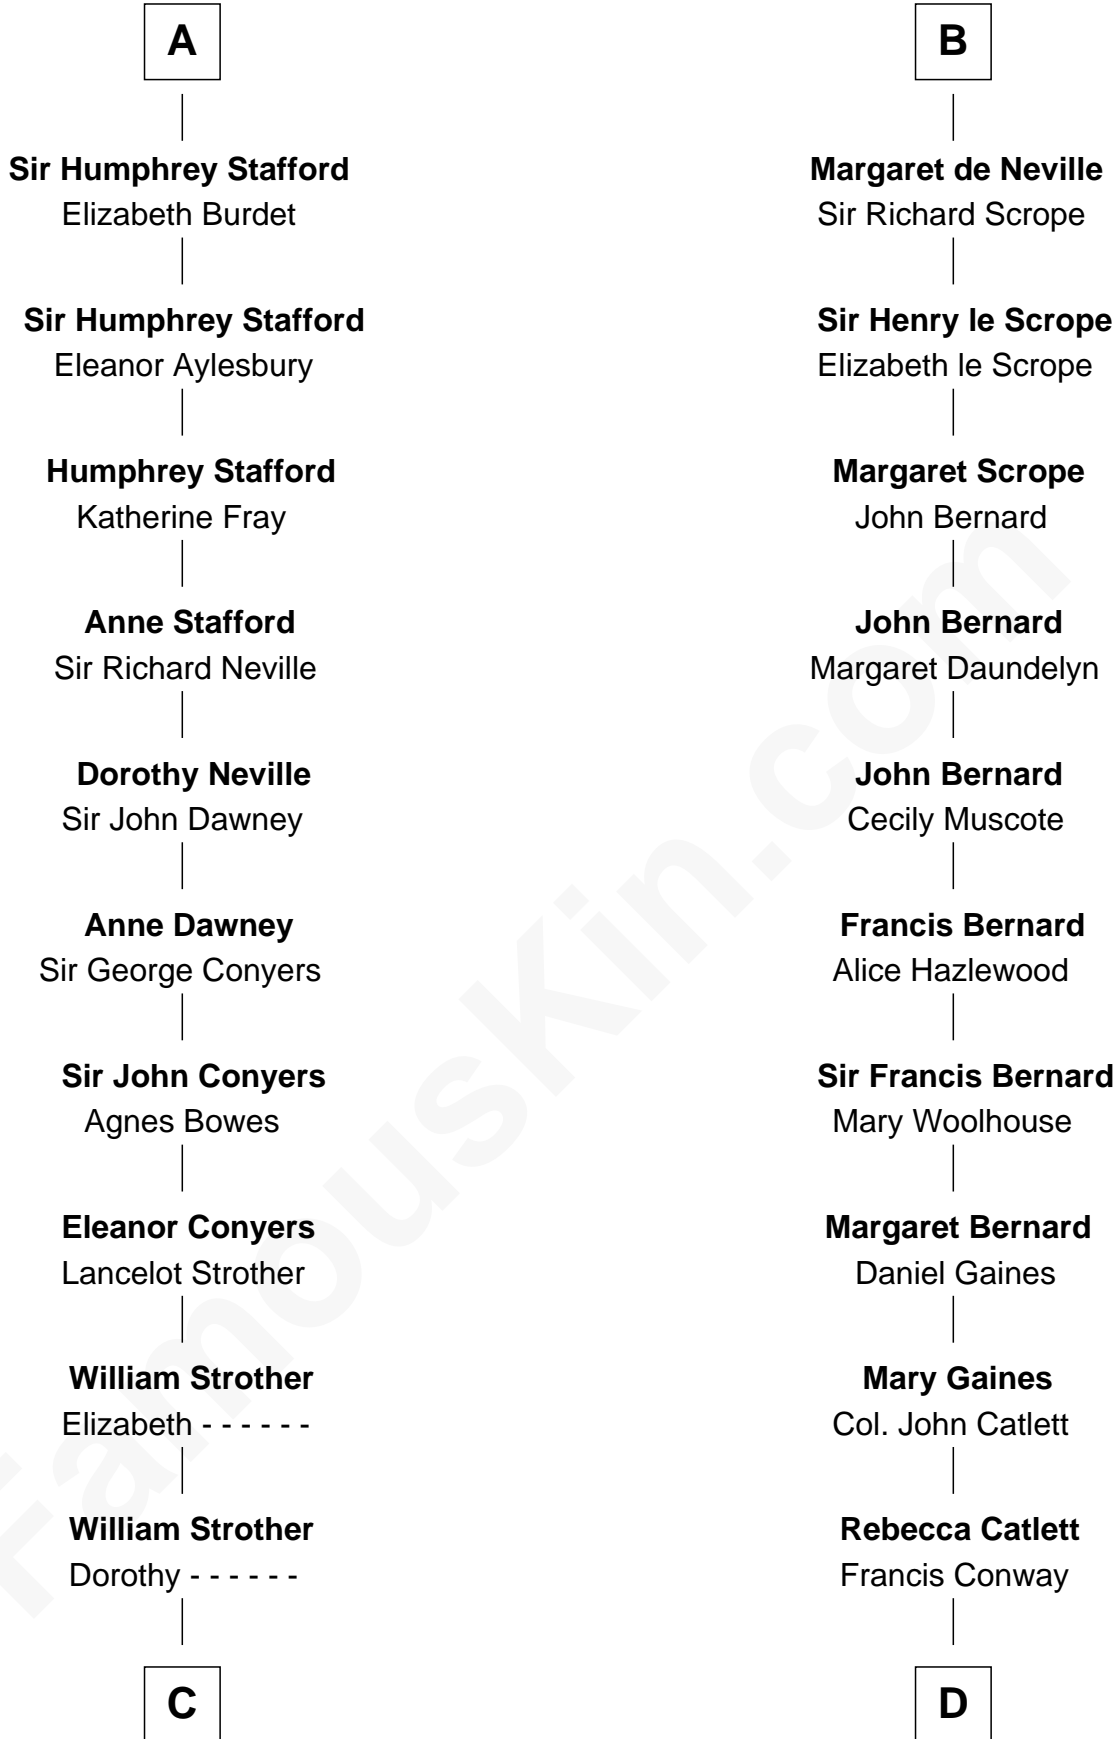 A
Sir Humphrey Stafford
Elizabeth Burdet
Sir Humphrey Stafford
Eleanor Aylesbury
Humphrey Stafford
Katherine Fray
Anne Stafford
Sir Richard Neville
Dorothy Neville
Sir John Dawney
Anne Dawney
Sir George Conyers
Sir John Conyers
Agnes Bowes
Eleanor Conyers
Lancelot Strother
William Strother
Elizabeth - - - - - -
William Strother
Dorothy - - - - - -
C
B
Margaret de Neville
Sir Richard Scrope
Sir Henry le Scrope
Elizabeth le Scrope
Margaret Scrope
John Bernard
John Bernard
Margaret Daundelyn
John Bernard
Cecily Muscote
Francis Bernard
Alice Hazlewood
Sir Francis Bernard
Mary Woolhouse
Margaret Bernard
Daniel Gaines
Mary Gaines
Col. John Catlett
Rebecca Catlett
Francis Conway
D
FamousKin.com